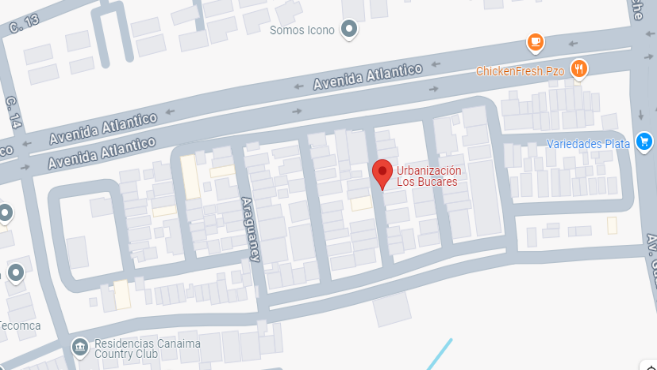 C. 13
Somos Icono
Avenida Atlantico
ChickenFresh Pzo
C. 14
Avenida Atlantico
Avenida Atlantico
Variedades Plata
Urbanización
Los Bucares
Araguaney
Residencias Canaima
Country Club